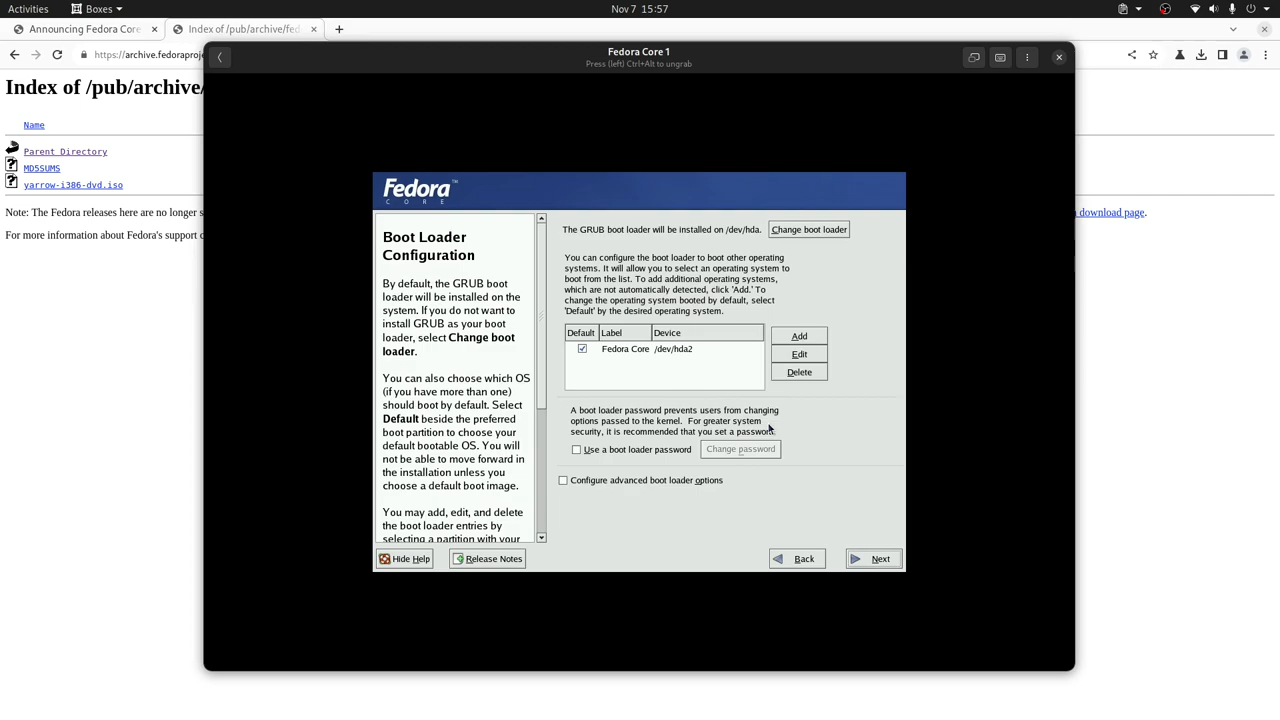 Activities
Boxes
Nov 7 15:57
Announcing Fedora Core
Index of /pub/archive/fed
https://archive.fedoraproje
Index of /pub/archive/
Name
Parent Directory
MD5SUMS
yarrow-i386-dvd.iso
Note: The Fedora releases here are no longer s
download page.
For more information about Fedora's support c
Fedora Core 1
Press (left) Ctrl+Alt to ungrab
Fedora™
CORE
Boot Loader
Configuration
By default, the GRUB boot
loader will be installed on the
system. If you do not want to
install GRUB as your boot
loader, select Change boot
loader.
You can also choose which OS
(if you have more than one)
should boot by default. Select
Default beside the preferred
boot partition to choose your
default bootable OS. You will
not be able to move forward in
the installation unless you
choose a default boot image.
You may add, edit, and delete
the boot loader entries by
selecting a partition with your
The GRUB boot loader will be installed on /dev/hda.
Change boot loader
You can configure the boot loader to boot other operating
systems. It will allow you to select an operating system to
boot from the list. To add additional operating systems,
which are not automatically detected, click 'Add.' To
change the operating system booted by default, select
'Default' by the desired operating system.
Default Label Device
Fedora Core /dev/hda2
Add
Edit
Delete
A boot loader password prevents users from changing
options passed to the kernel. For greater system
security, it is recommended that you set a password.
Use a boot loader password
Change password
Configure advanced boot loader options
Hide Help
Release Notes
Back
Next